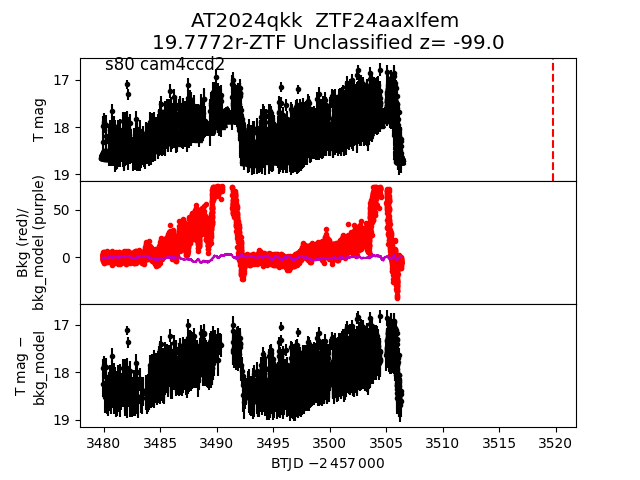 AT2024qkk  ZTF24aaxlfem
19.7772r-ZTF Unclassified z= -99.0
s80 cam4ccd2
17
18
19
T mag
50
0
Bkg (red)/
bkg_model (purple)
17
18
19
T mag −
bkg_model
3480 3485 3490 3495 3500 3505 3510 3515 3520
BTJD −2 457 000